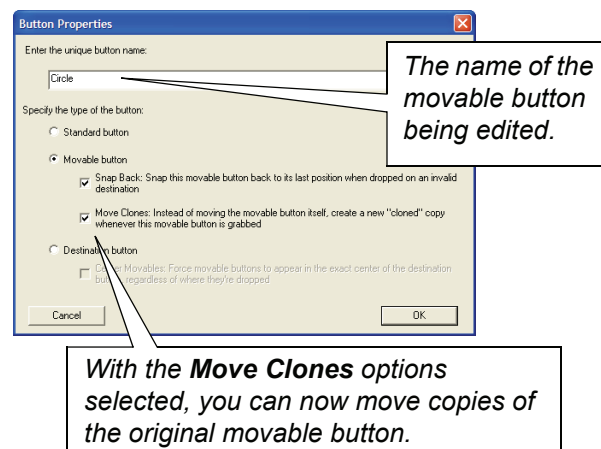 Button Properties
Enter the unique button name:
Circle
The name of the
movable button
being edited.
Specify the type of the button:
Standard button
Movable button
Snap Back: Snap this movable button back to its last position when dropped on an invalid
destination
Move Clones: Instead of moving the movable button itself, create a new "cloned" copy
whenever this movable button is grabbed
Destination button
Movables: Force movable buttons to appear in the exact center of the destination
regardless of where they're dropped
Cancel
OK
With the Move Clones options
selected, you can now move copies of
the original movable button.